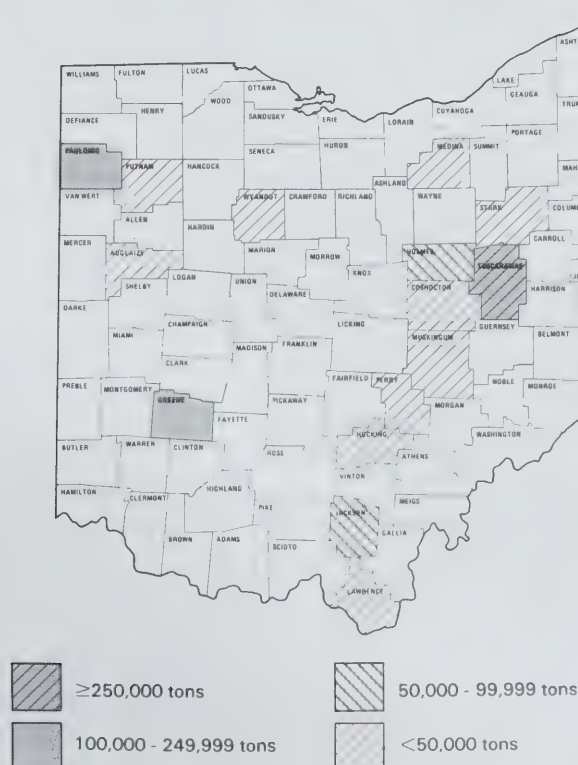 ASHT
WILLIAMS FULTON LUCAS
LAKE
GEAUGA
OTTAWA
WOOD
TRU
HENRY
CUYAHOGA
DEFIANCE SANDUSKY ERIE LORAIN
PORTAGE
PAULDING SENECA HURON MEDINA SUMMIT
PUTNAM HANCOCK
MAH
ASHLAND
VAN WERT WYANDOT CRAWFORD RICHLAND WAYNE
STARK COLUM
ALLEN
HARDIN
CARROLL
MERCER MARION
AUGLAIZE MORROW HOLMES
TUSCARAWAS
KNOX
LOGAN
SHELBY UNION COSHOCTON HARRISON
DELAWARE
DARKE
CHAMPAIGN LICKING GUERNSEY
MIAMI MUSKINGUM BELMONT
MADISON FRANKLIN
CLARK
FAIRFIELD PERRY NOBLE MONROE
PREBLE MONTGOMERY
GREENE PICKAWAY MORGAN
FAYETTE
HOCKING WASHINGTON
BUTLER WARREN CLINTON
ROSS ATHENS
VINTON
HAMILTON CLERMONT HIGHLAND
MEIGS
PIKE
JACKSON
GALLIA
BROWN ADAMS SCIOTO
LAWRENCE
≥250,000 tons
50,000 - 99,999 tons
100,000 - 249,999 tons
<50,000 tons